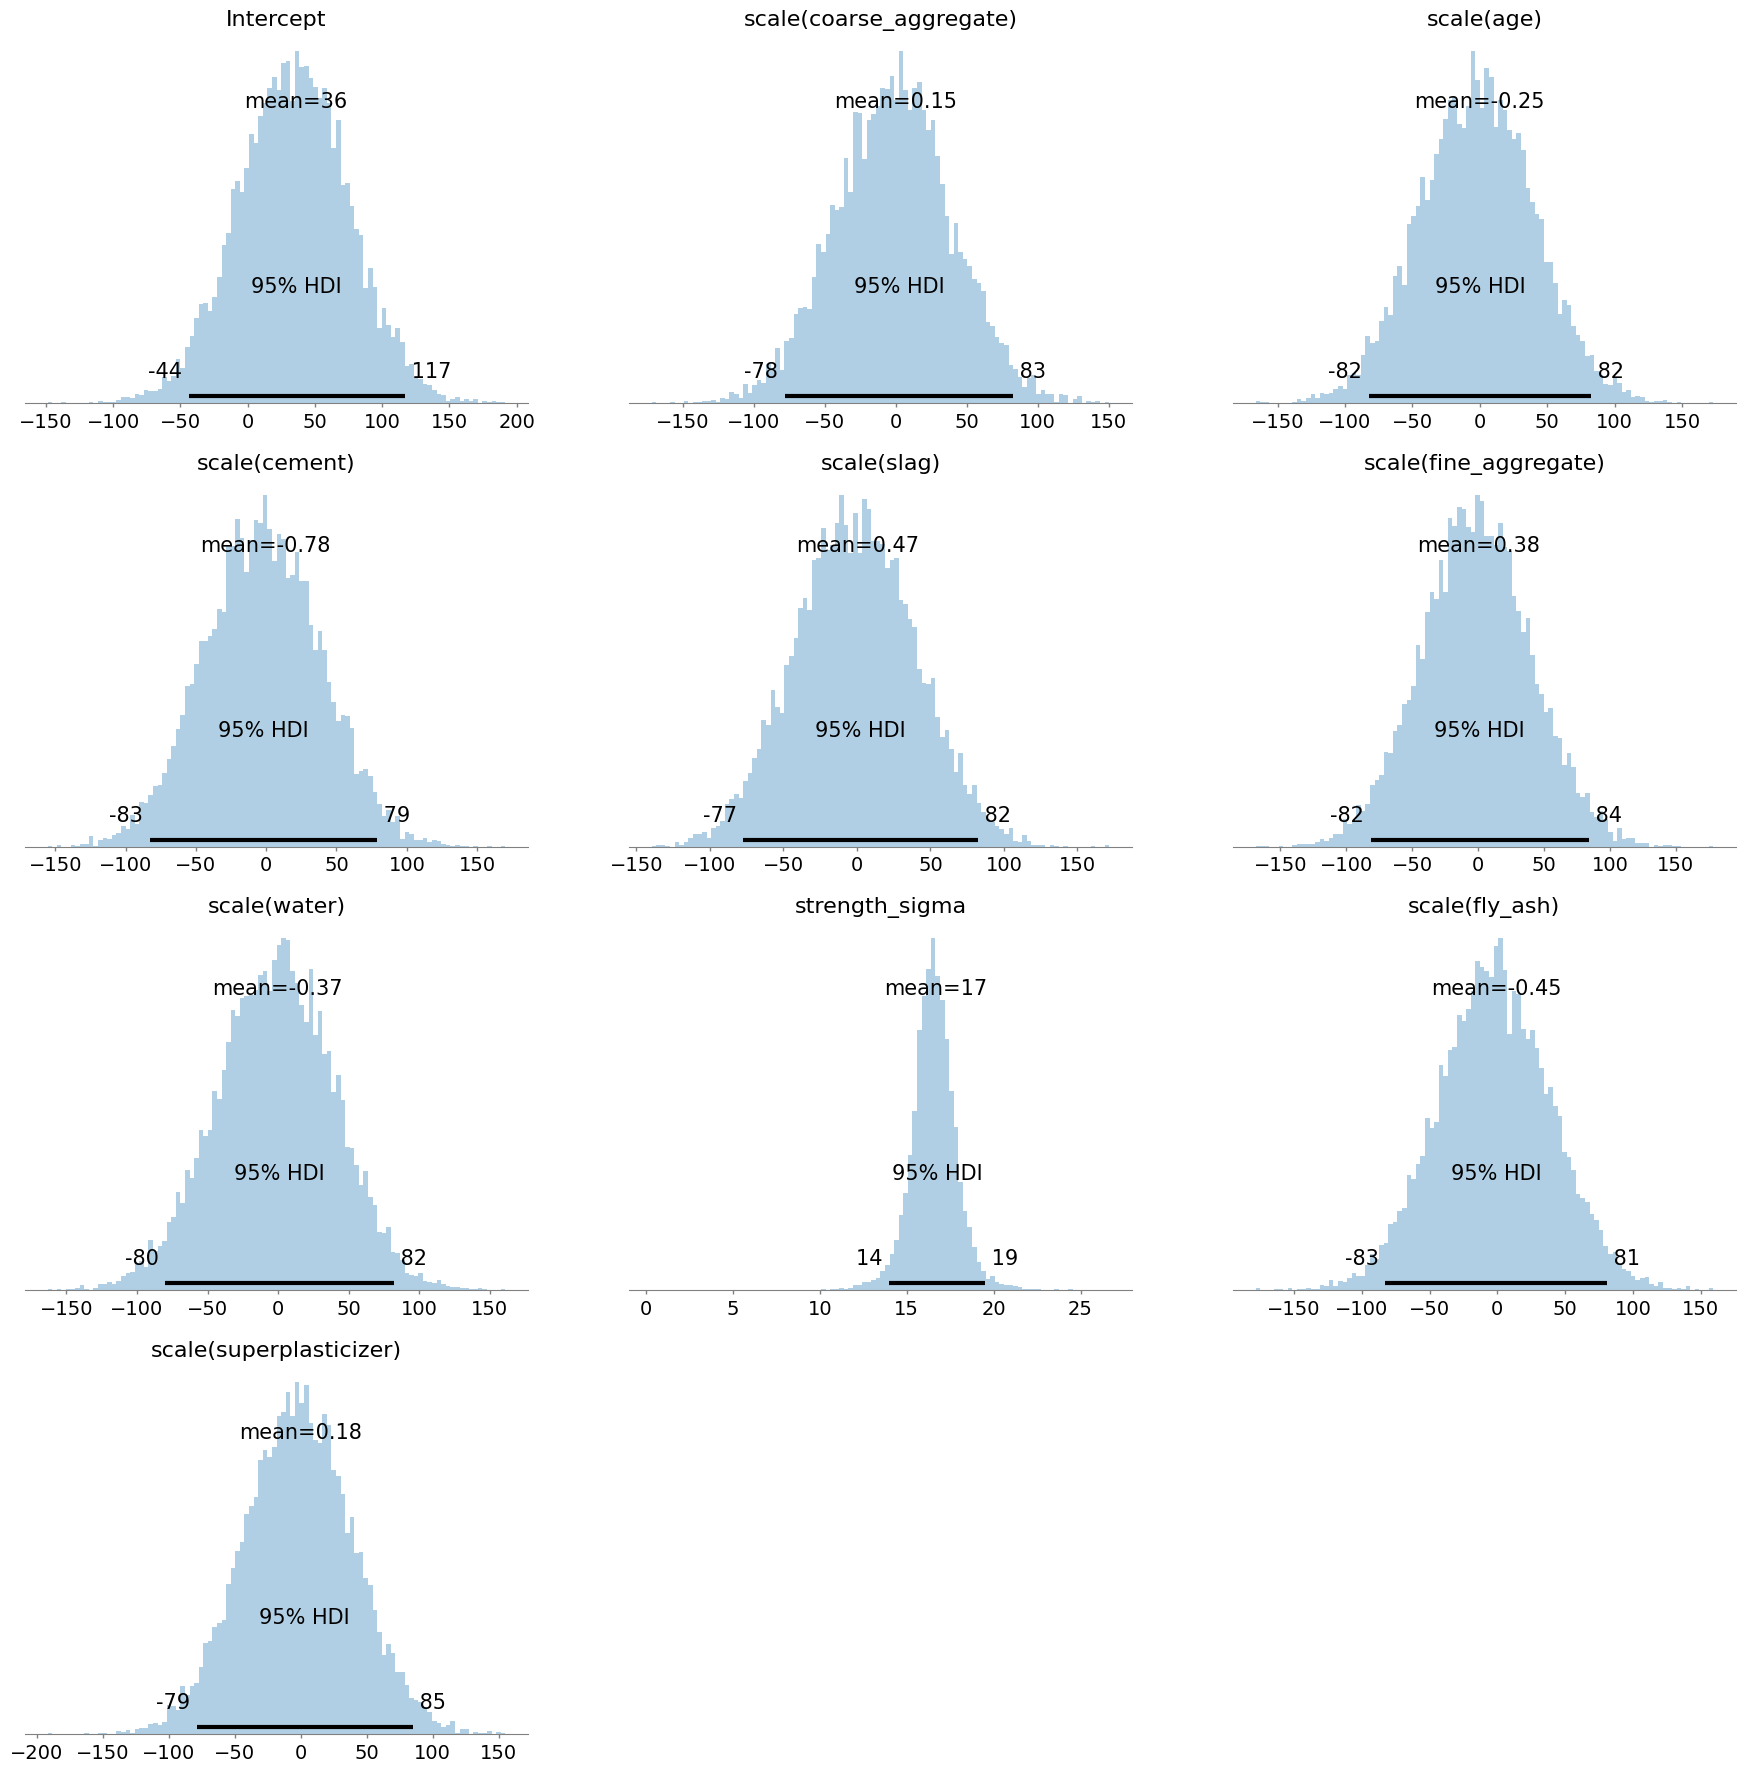 Intercept
mean=36
95% HDI
-44 117
−150 −100 −50 0 50 100 150 200
scale(coarse_aggregate)
mean=0.15
95% HDI
-78 83
−150 −100 −50 0 50 100 150
scale(age)
mean=-0.25
95% HDI
-82 82
−150 −100 −50 0 50 100 150
scale(cement)
mean=-0.78
95% HDI
-83 79
−150 −100 −50 0 50 100 150
scale(slag)
mean=0.47
95% HDI
-77 82
−150 −100 −50 0 50 100 150
scale(fine_aggregate)
mean=0.38
95% HDI
-82 84
−150 −100 −50 0 50 100 150
scale(water)
mean=-0.37
95% HDI
-80 82
−150 −100 −50 0 50 100 150
strength_sigma
mean=17
95% HDI
14 19
0 5 10 15 20 25
scale(fly_ash)
mean=-0.45
95% HDI
-83 81
−150 −100 −50 0 50 100 150
scale(superplasticizer)
mean=0.18
95% HDI
-79 85
−200 −150 −100 −50 0 50 100 150